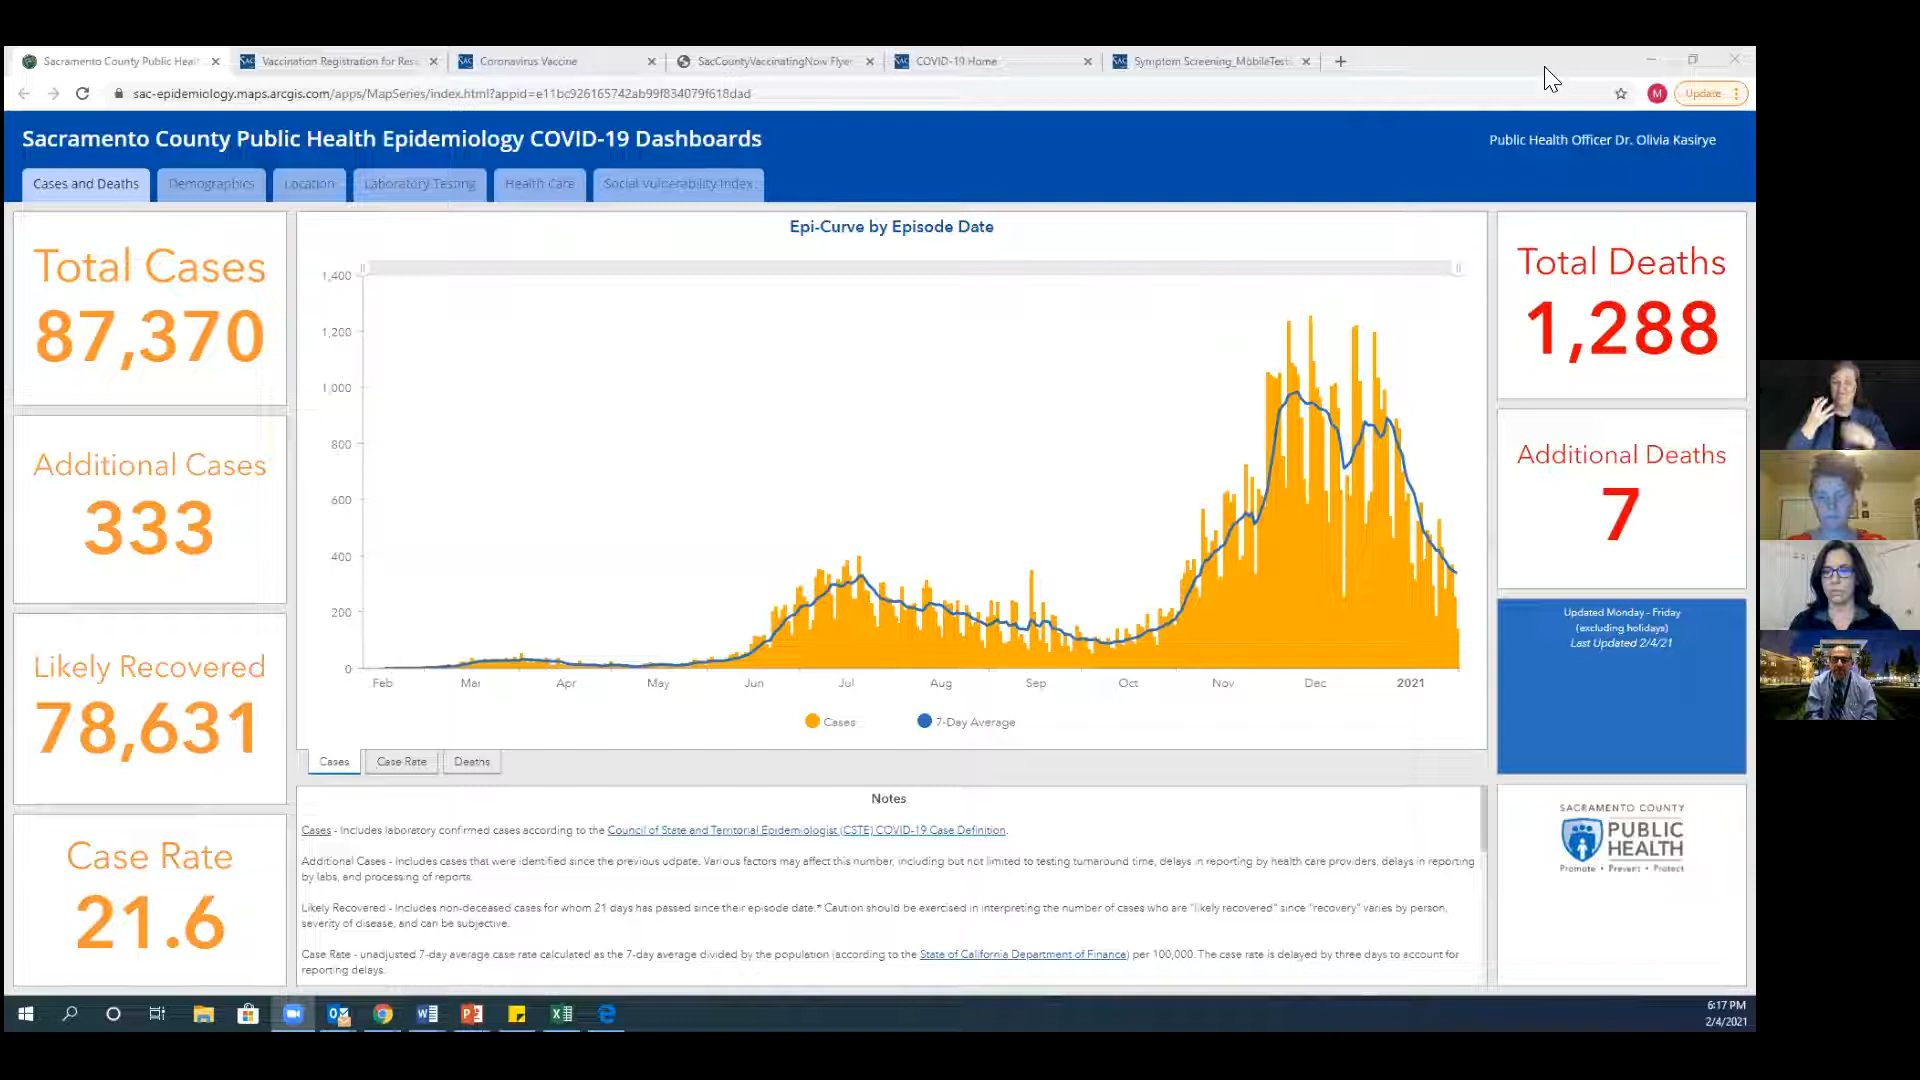 Sacramento County Public Heal
Vaccination Registration for Res
Coronavirus Vaccine
SacCountyVaccinatingNow Flyer
COVID-19 Home
Symptom Screening_MobileTest
sac-epidemiology.maps.arcgis.com/apps/MapSeries/index.html?appid=e11bc926165742ab99f834079f618dad
M
Update
Sacramento County Public Health Epidemiology COVID-19 Dashboards
Public Health Officer Dr. Olivia Kasirye
Cases and Deaths
Demographics
Location
Laboratory Testing
Health Care
Social Vulnerability Index
Total Cases
87,370
Additional Cases
333
Likely Recovered
78,631
Case Rate
21.6
Epi-Curve by Episode Date
1,400
1,200
1,000
800
600
400
200
0
Feb Mar Apr May Jun Jul Aug Sep Oct Nov Dec 2021
Cases 7-Day Average
Cases Case Rate Deaths
Notes
Cases - Includes laboratory confirmed cases according to the Council of State and Territorial Epidemiologist (CSTE) COVID-19 Case Definition.
Additional Cases - Includes cases that were identified since the previous udpate. Various factors may affect this number, including but not limited to testing turnaround time, delays in reporting by health care providers, delays in reporting
by labs, and processing of reports.
Likely Recovered - Includes non-deceased cases for whom 21 days has passed since their episode date.* Caution should be exercised in interpreting the number of cases who are "likely recovered" since "recovery" varies by person,
severity of disease, and can be subjective.
Case Rate - unadjusted 7-day average case rate calculated as the 7-day average divided by the population (according to the State of California Department of Finance) per 100,000. The case rate is delayed by three days to account for
reporting delays.
Total Deaths
1,288
Additional Deaths
7
Updated Monday - Friday
(excluding holidays)
Last Updated 2/4/21
SACRAMENTO COUNTY
PUBLIC
HEALTH
Promote • Prevent • Protect
6:17 PM
2/4/2021